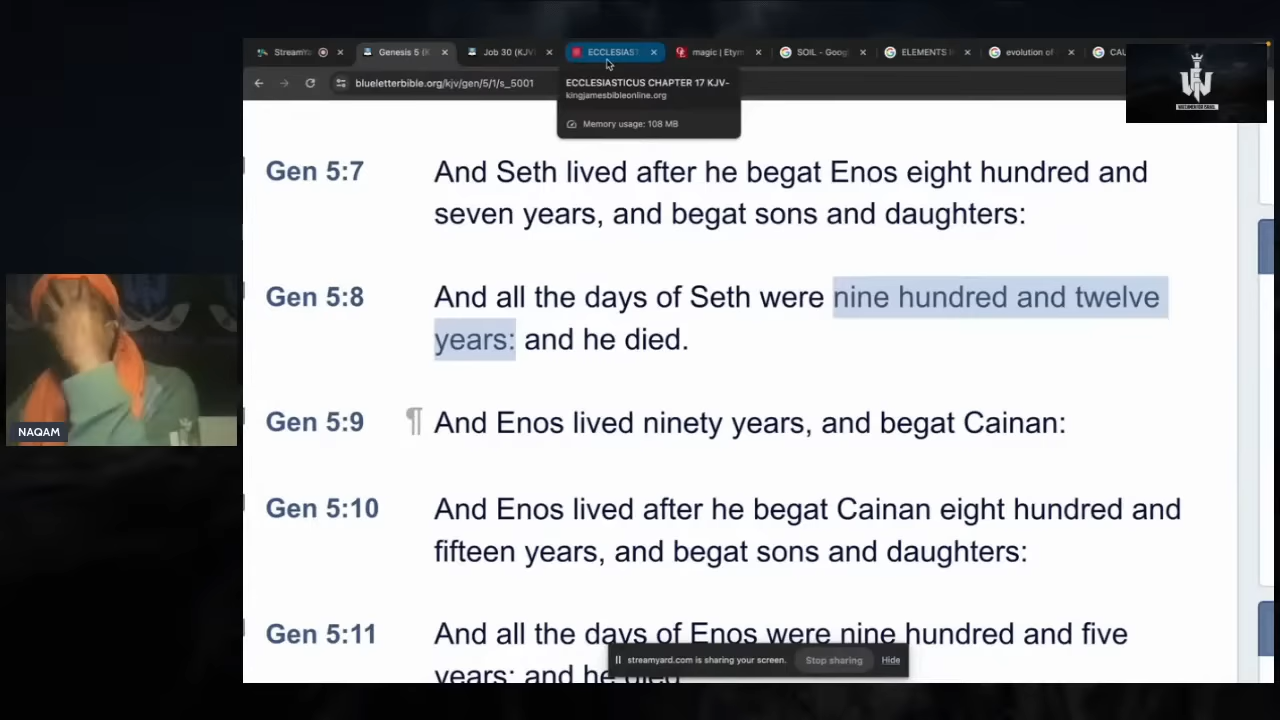 StreamYa
Genesis 5 (K
Job 30 (KJV
ECCLESIAST
magic | Etym
SOIL - Goog
ELEMENTS I
evolution of
CAU
blueletterbible.org/kjv/gen/5/1/s_5001
ECCLESIASTICUS CHAPTER 17 KJV-
kingjamesbibleonline.org
Memory usage: 108 MB
Gen 5:7 And Seth lived after he begat Enos eight hundred and
seven years, and begat sons and daughters:
Gen 5:8 And all the days of Seth were nine hundred and twelve
years: and he died.
Gen 5:9 ¶ And Enos lived ninety years, and begat Cainan:
Gen 5:10 And Enos lived after he begat Cainan eight hundred and
fifteen years, and begat sons and daughters:
Gen 5:11 And all the days of Enos were nine hundred and five
years: and he died
streamyard.com is sharing your screen. Stop sharing Hide
NAQAM